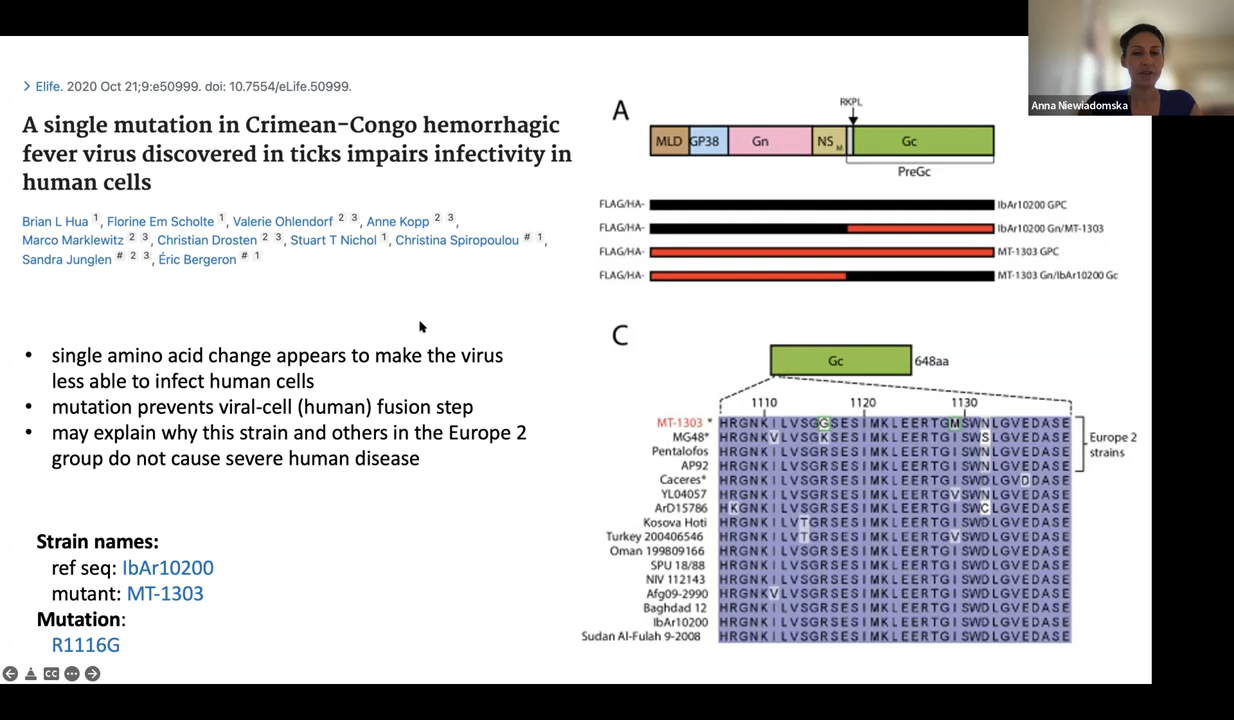 Anna Niewiadomska
Elife. 2020 Oct 21;9:e50999. doi: 10.7554/eLife.50999.
A single mutation in Crimean-Congo hemorrhagic
fever virus discovered in ticks impairs infectivity in
human cells
Brian L Hua 1, Florine Em Scholte 1, Valerie Ohlendorf 2 3, Anne Kopp 2 3,
Marco Marklewitz 2 3, Christian Drosten 2 3, Stuart T Nichol 1, Christina Spiropoulou # 1,
Sandra Junglen # 2 3, Éric Bergeron # 1
• single amino acid change appears to make the virus
less able to infect human cells
• mutation prevents viral-cell (human) fusion step
• may explain why this strain and others in the Europe 2
group do not cause severe human disease
Strain names:
ref seq: IbAr10200
mutant: MT-1303
Mutation:
R1116G
CC
A
RKPL
MLD GP38 Gn NS M Gc
PreGc
FLAG/HA- IbAr10200 GPC
FLAG/HA- IbAr10200 Gn/MT-1303
FLAG/HA- MT-1303 GPC
FLAG/HA- MT-1303 Gn/IbAr10200 Gc
C
Gc 648aa
1110 1120 1130
MT-1303 * HRGNKILVSGGSESIMKLEERTGMSWNLGVEDASE
MG48* HRGNKVLVSGKSESIMKLEERTGISWSLGVEDASE
Pentalofos HRGNKILVSGRSESIMKLEERTGISWNLGVEDASE
AP92 HRGNKILVSGRSESIMKLEERTGISWNLGVEDASE
Europe 2
strains
Caceres* HRGNKILVSGRSESIMKLEERTGISWDLGVDDASE
YL04057 HRGNKILVSGRSESIMKLEERTGVSWNLGVEDASE
ArD15786 HKGNKILVSGRSESIMKLEERTGISWCLGVEDASE
Kosova Hoti HRGNKILVTGRSESIMKLEERTGISWDLGVEDASE
Turkey 200406546 HRGNKILVTGRSESIMKLEERTGVSWDLGVEDASE
Oman 199809166 HRGNKILVSGRSESIMKLEERTGISWDLGVEDASE
SPU 18/88 HRGNKILVSGRSESIMKLEERTGISWDLGVEDASE
NIV 112143 HRGNKILVSGRSESIMKLEERTGISWDLGVEDASE
Afg09-2990 HRGNKVLVSGRSESIMKLEERTGISWDLGVEDASE
Baghdad 12 HRGNKILVSGRSESIMKLEERTGISWDLGVEDASE
IbAr10200 HRGNKILVSGRSESIMKLEERTGISWDLGVEDASE
Sudan Al-Fulah 9-2008 HRGNKILVSGRSESIMKLEERTGISWDLGVEDASE